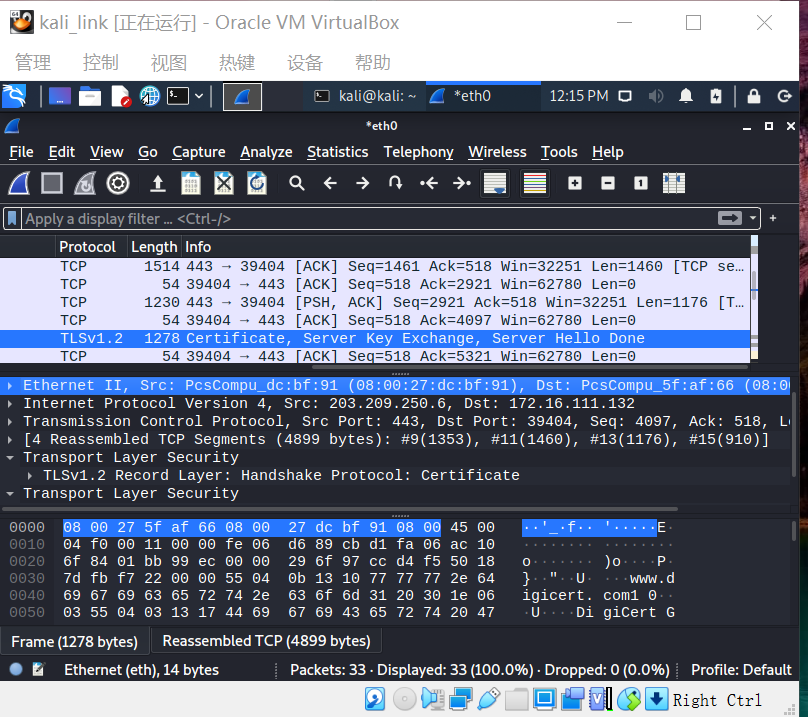 kali_link [正在运行] - Oracle VM VirtualBox
管理 控制 视图 热键 设备 帮助
kali@kali: ~ *eth0 12:15 PM
*eth0
File Edit View Go Capture Analyze Statistics Telephony Wireless Tools Help
Apply a display filter ... <Ctrl-/>
Protocol Length Info
TCP 1514 443 → 39404 [ACK] Seq=1461 Ack=518 Win=32251 Len=1460 [TCP se…
TCP 54 39404 → 443 [ACK] Seq=518 Ack=2921 Win=62780 Len=0
TCP 1230 443 → 39404 [PSH, ACK] Seq=2921 Ack=518 Win=32251 Len=1176 [T…
TCP 54 39404 → 443 [ACK] Seq=518 Ack=4097 Win=62780 Len=0
TLSv1.2 1278 Certificate, Server Key Exchange, Server Hello Done
TCP 54 39404 → 443 [ACK] Seq=518 Ack=5321 Win=62780 Len=0
Ethernet II, Src: PcsCompu_dc:bf:91 (08:00:27:dc:bf:91), Dst: PcsCompu_5f:af:66 (08:00
Internet Protocol Version 4, Src: 203.209.250.6, Dst: 172.16.111.132
Transmission Control Protocol, Src Port: 443, Dst Port: 39404, Seq: 4097, Ack: 518, Le
[4 Reassembled TCP Segments (4899 bytes): #9(1353), #11(1460), #13(1176), #15(910)]
Transport Layer Security
TLSv1.2 Record Layer: Handshake Protocol: Certificate
Transport Layer Security
0000 08 00 27 5f af 66 08 00 27 dc bf 91 08 00 45 00 ··'_·f·· '·····E·
0010 04 f0 00 11 00 00 fe 06 d6 89 cb d1 fa 06 ac 10 ········ ········
0020 6f 84 01 bb 99 ec 00 00 29 6f 97 cc d4 f5 50 18 o······· )o····P·
0030 7d fb f7 22 00 00 55 04 0b 13 10 77 77 77 2e 64 }··"··U· ···www.d
0040 69 67 69 63 65 72 74 2e 63 6f 6d 31 20 30 1e 06 igicert. com1 0··
0050 03 55 04 03 13 17 44 69 67 69 43 65 72 74 20 47 ·U····Di giCert G
Frame (1278 bytes) Reassembled TCP (4899 bytes)
Ethernet (eth), 14 bytes Packets: 33 · Displayed: 33 (100.0%) · Dropped: 0 (0.0%) Profile: Default
Right Ctrl